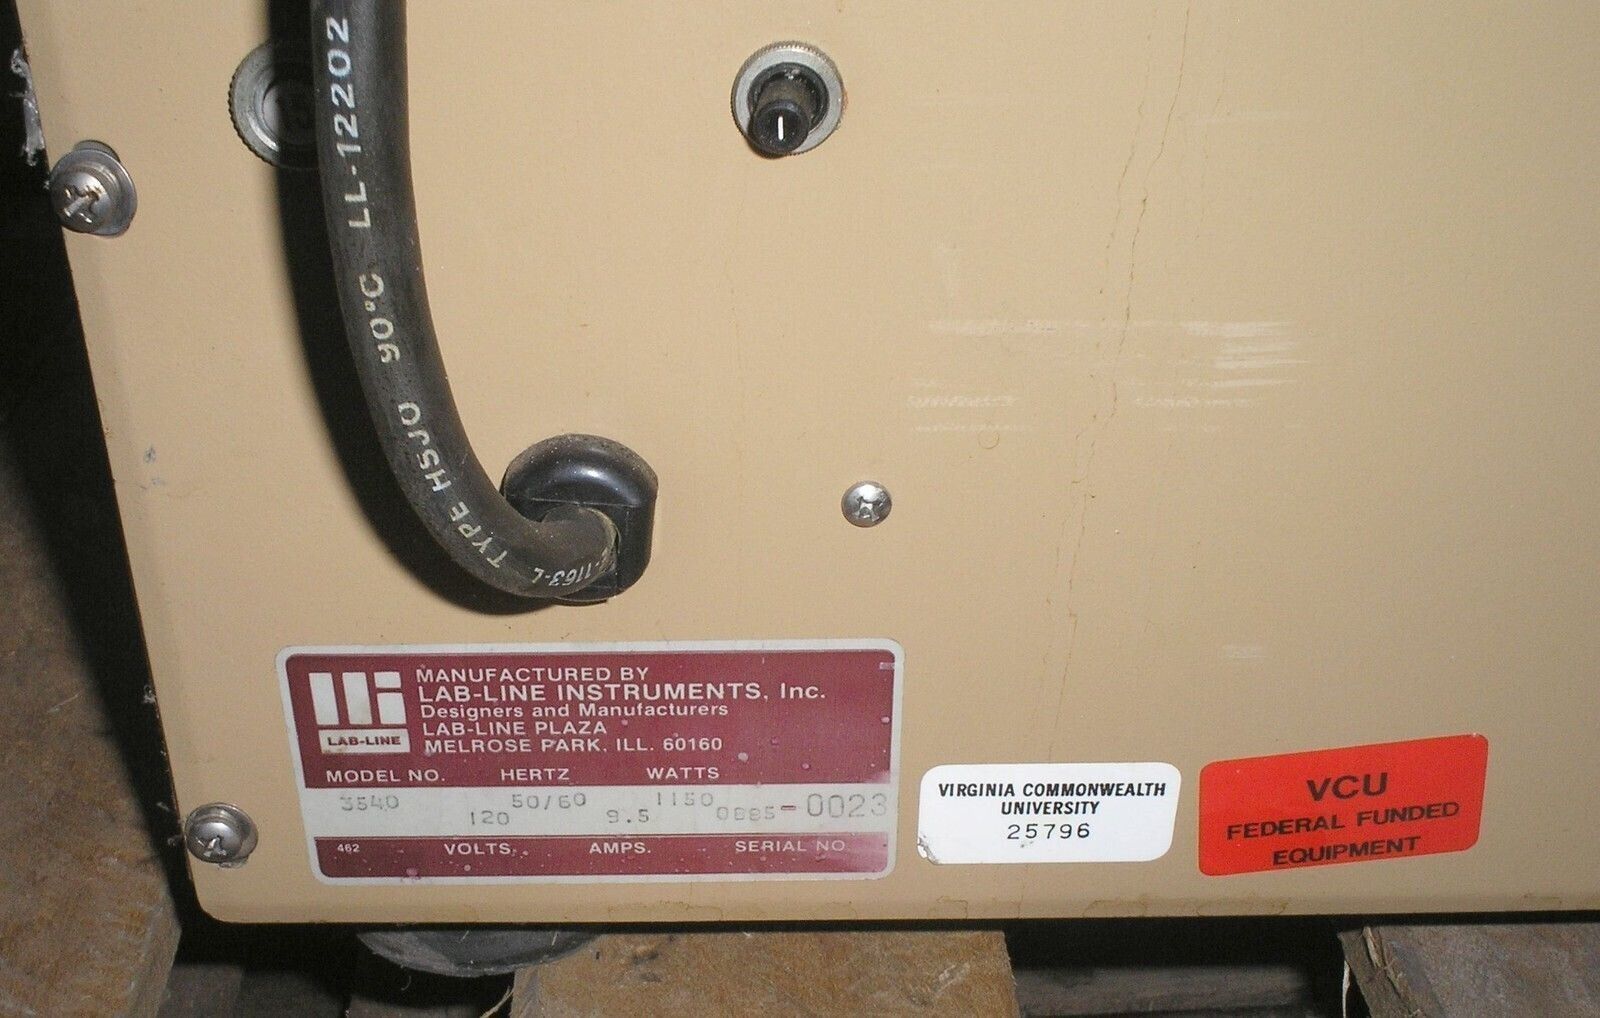 LL-12202
90°C
TYPE HSJO
-1163-L
MANUFACTURED BY
LAB-LINE INSTRUMENTS, Inc.
Designers and Manufacturers
LAB-LINE PLAZA
MELROSE PARK, ILL. 60160
LAB-LINE
MODEL NO. HERTZ WATTS
3540 50/60 1150
120 9.5 0885-0023
462 VOLTS. AMPS. SERIAL NO.
VIRGINIA COMMONWEALTH
UNIVERSITY
25796
VCU
FEDERAL FUNDED
EQUIPMENT